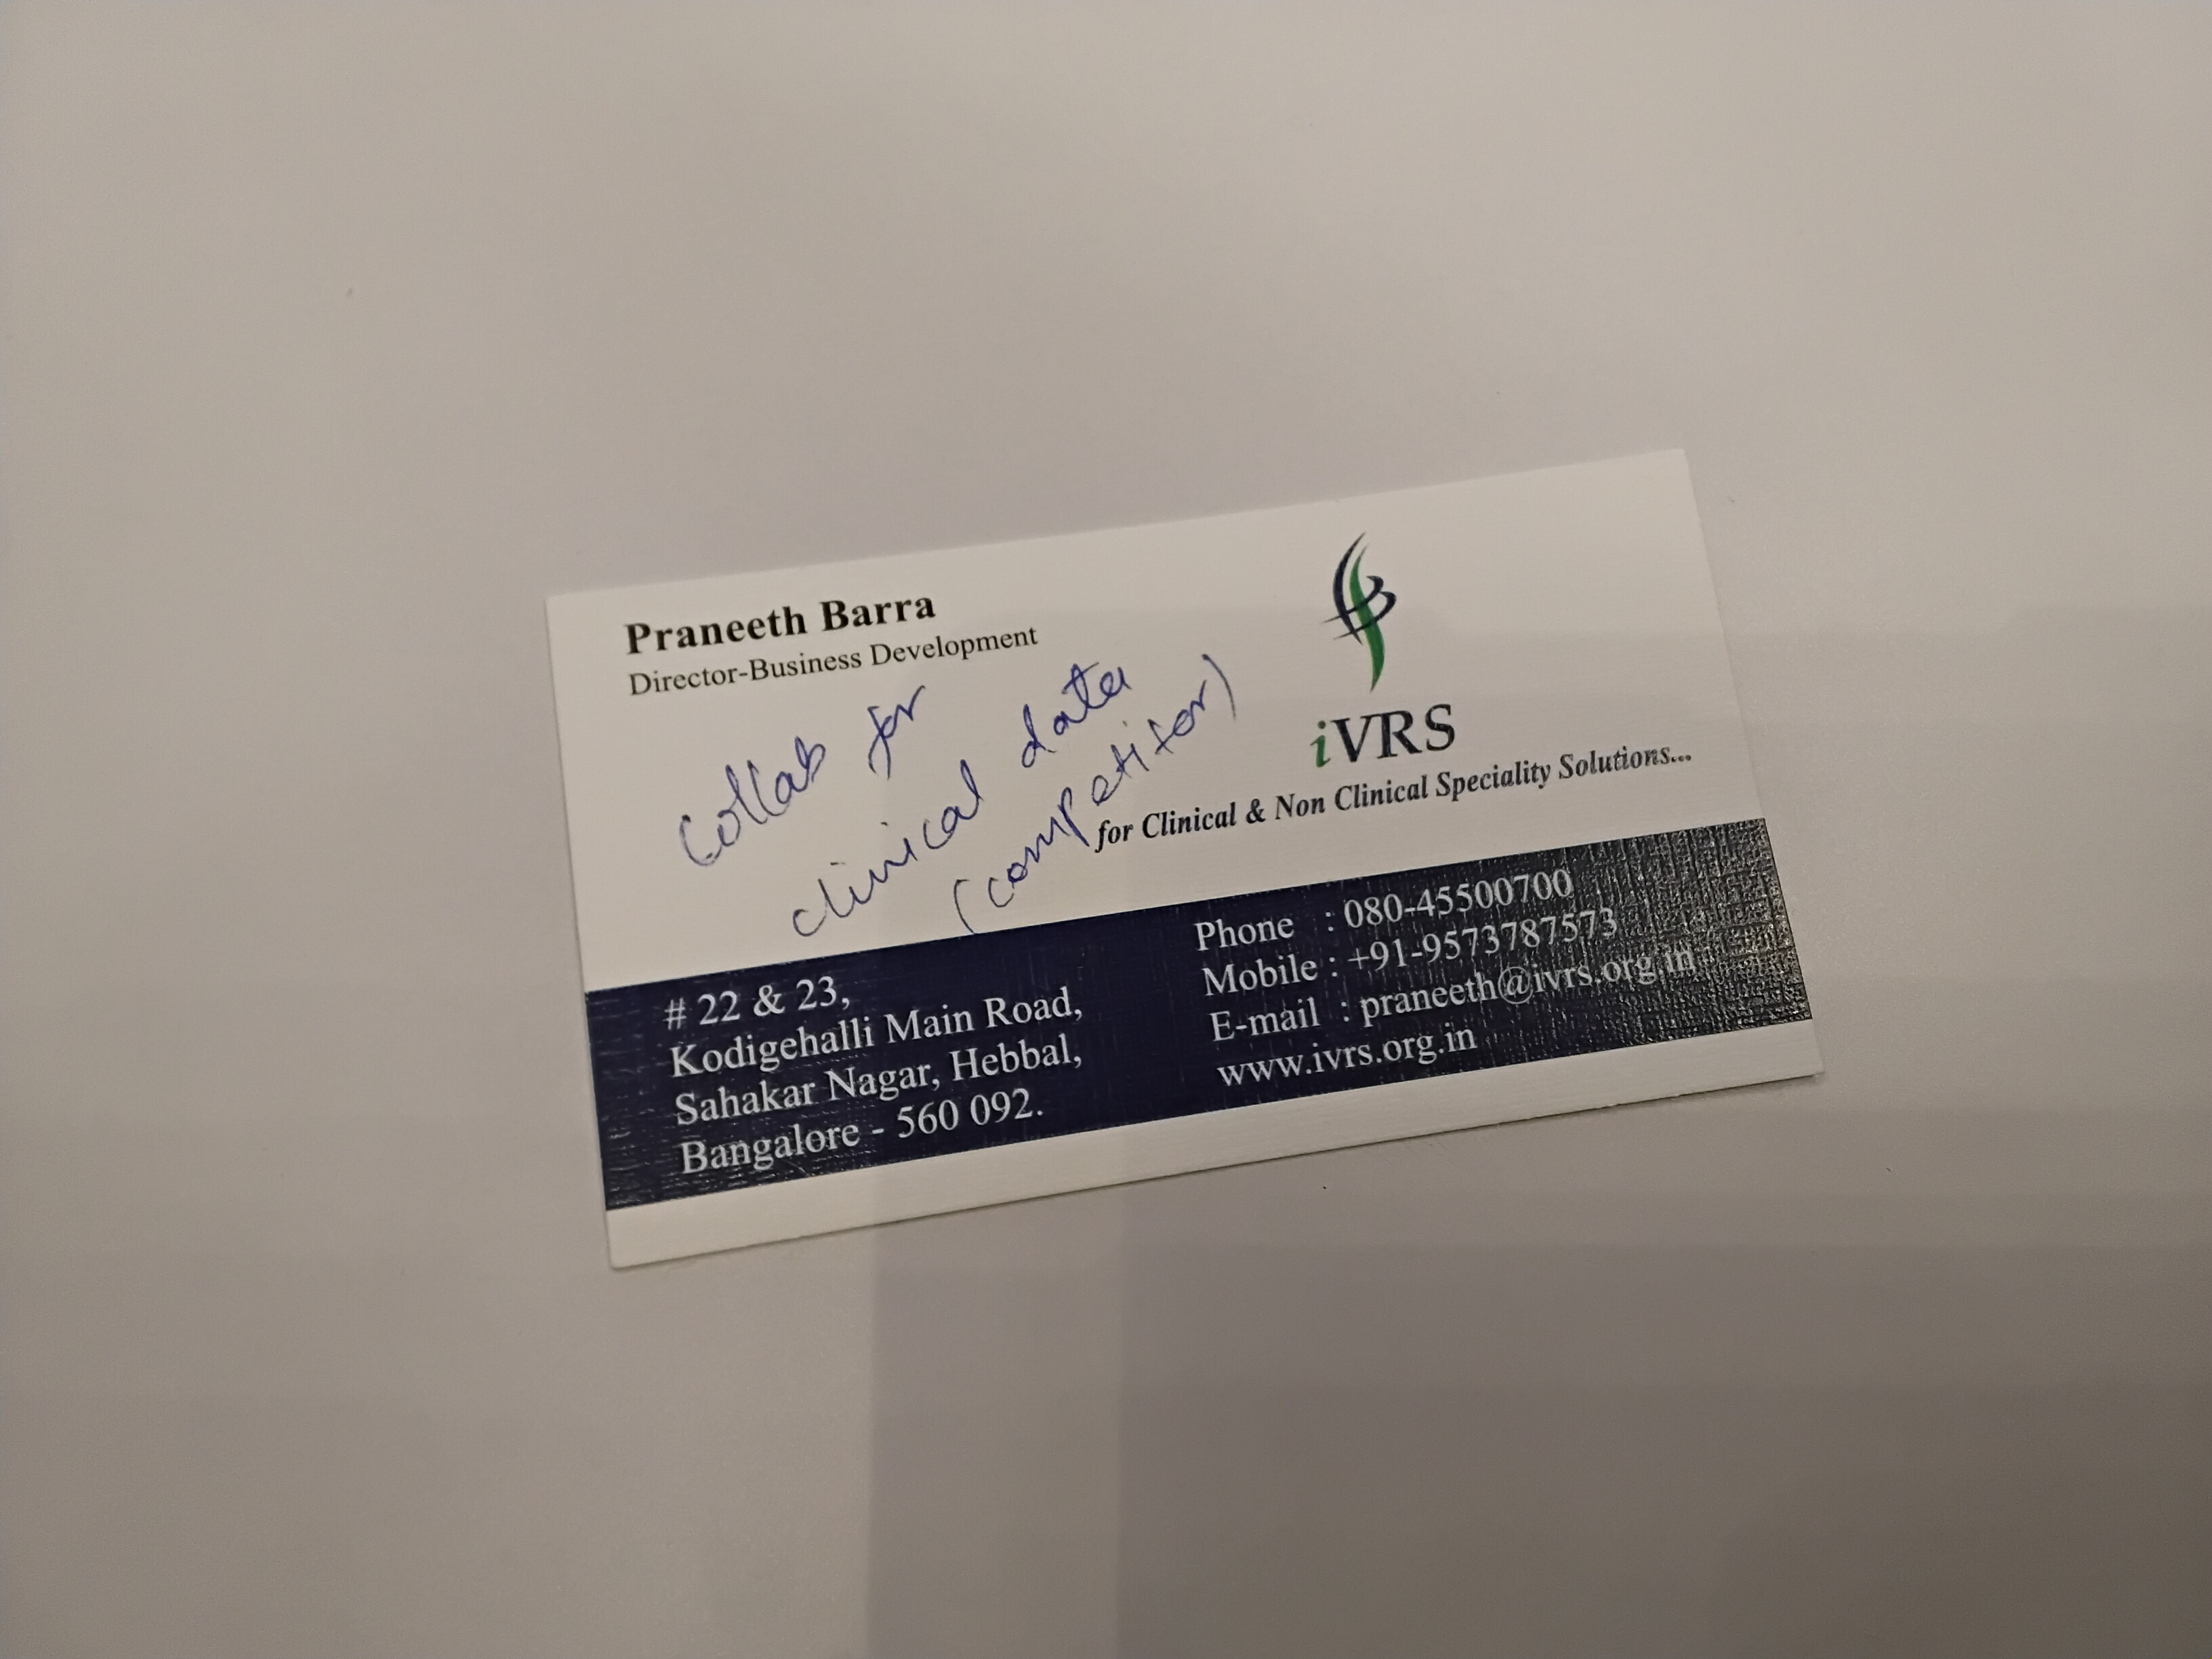 Praneeth Barra
Director-Business Development
collab for
clinical data
(competitor)
iVRS
for Clinical & Non Clinical Speciality Solutions...
# 22 & 23,
Kodigehalli Main Road,
Sahakar Nagar, Hebbal,
Bangalore - 560 092.
Phone : 080-45500700
Mobile : +91-9573787573
E-mail : praneeth@ivrs.org.in
www.ivrs.org.in